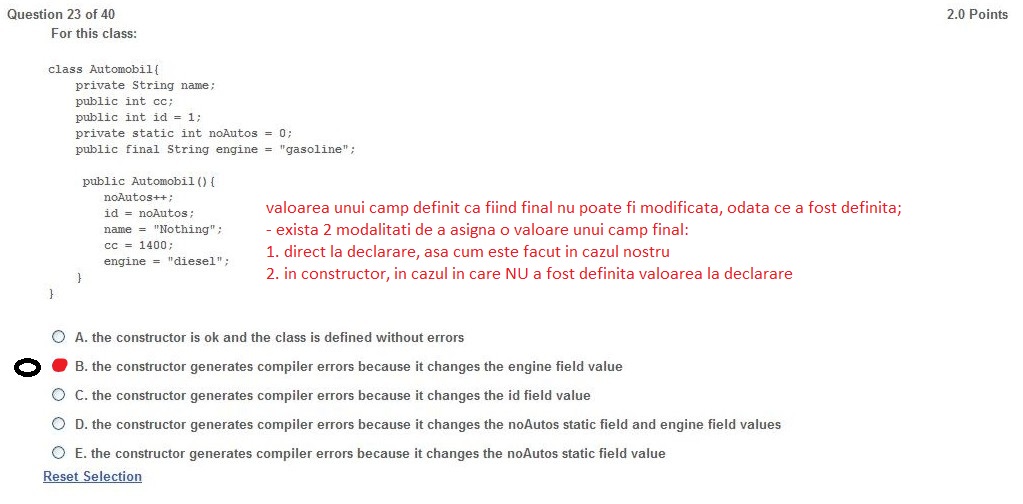 Question 23 of 40
2.0 Points
For this class:
class Automobil{
private String name;
public int cc;
public int id = 1;
private static int noAutos = 0;
public final String engine = "gasoline";
public Automobil(){
noAutos++;
id = noAutos;
name = "Nothing";
cc = 1400;
engine = "diesel";
}
}
valoarea unui camp definit ca fiind final nu poate fi modificata, odata ce a fost definita;
- exista 2 modalitati de a asigna o valoare unui camp final:
1. direct la declarare, asa cum este facut in cazul nostru
2. in constructor, in cazul in care NU a fost definita valoarea la declarare
A. the constructor is ok and the class is defined without errors
B. the constructor generates compiler errors because it changes the engine field value
C. the constructor generates compiler errors because it changes the id field value
D. the constructor generates compiler errors because it changes the noAutos static field and engine field values
E. the constructor generates compiler errors because it changes the noAutos static field value
Reset Selection